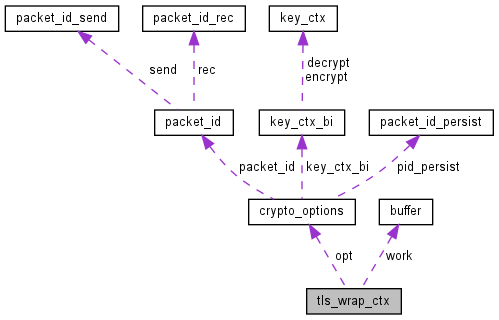 packet_id_send
packet_id_rec
key_ctx
send
rec
decrypt
encrypt
packet_id
key_ctx_bi
packet_id_persist
packet_id
key_ctx_bi
pid_persist
crypto_options
buffer
opt
work
tls_wrap_ctx